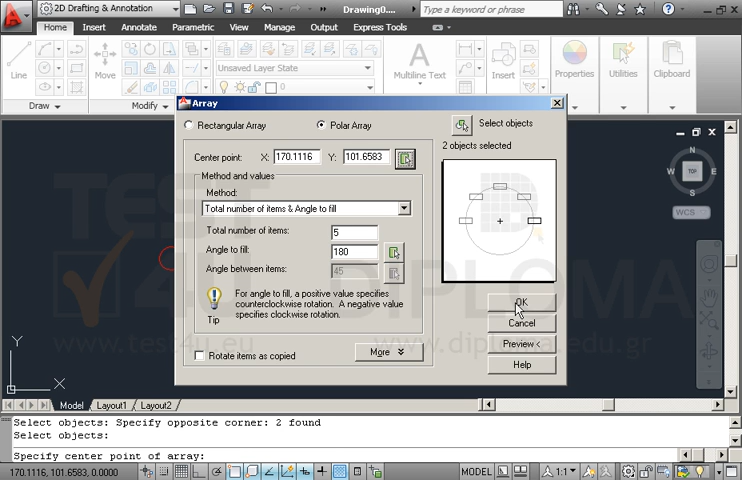 2D Drafting & Annotation
Drawing0....
Type a keyword or phrase
Home
Insert
Annotate
Parametric
View
Manage
Output
Express Tools
Line
Move
Unsaved Layer State
0
Multiline Text
Insert
Properties
Utilities
Clipboard
Draw
Modify
Array
Rectangular Array
Polar Array
Select objects
Center point:
X:
170.1116
Y:
101.6583
2 objects selected
Method and values
Method:
Total number of items & Angle to fill
Total number of items:
5
Angle to fill:
180
Angle between items:
45
For angle to fill, a positive value specifies
counterclockwise rotation. A negative value
specifies clockwise rotation.
Tip
Rotate items as copied
More
OK
Cancel
Preview <
Help
N
W
TOP
E
S
WCS
TEST
4U
DIPLOMA
www.test4u.eu
www.diploma.edu.gr
Y
X
Model
Layout1
Layout2
Select objects: Specify opposite corner: 2 found
Select objects:
Specify center point of array:
170.1116, 101.6583, 0.0000
MODEL
1:1